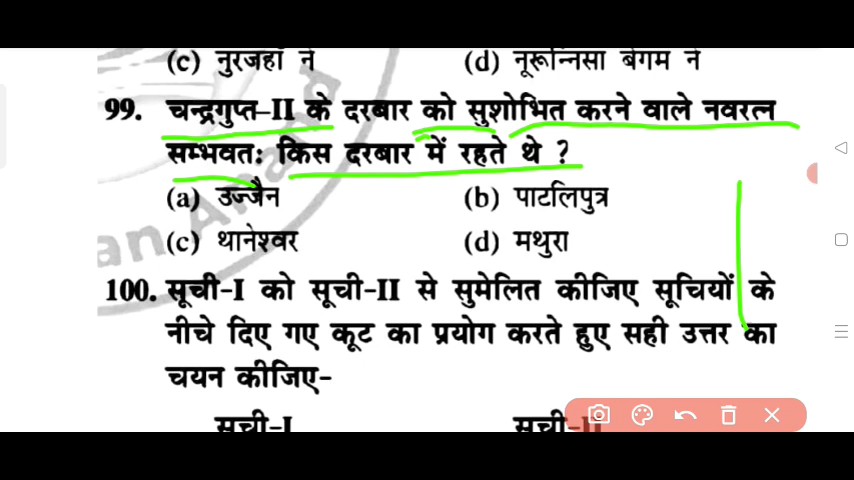 (c) नुरजहाँ ने (d) नूरून्निसा बेगम ने
99. चन्द्रगुप्त–II के दरबार को सुशोभित करने वाले नवरत्न
सम्भवतः किस दरबार में रहते थे ?
(a) उज्जैन (b) पाटलिपुत्र
(c) थानेश्वर (d) मथुरा
100. सूची-I को सूची-II से सुमेलित कीजिए सूचियों के
नीचे दिए गए कूट का प्रयोग करते हुए सही उत्तर का
चयन कीजिए-
सूची-I सूची-II